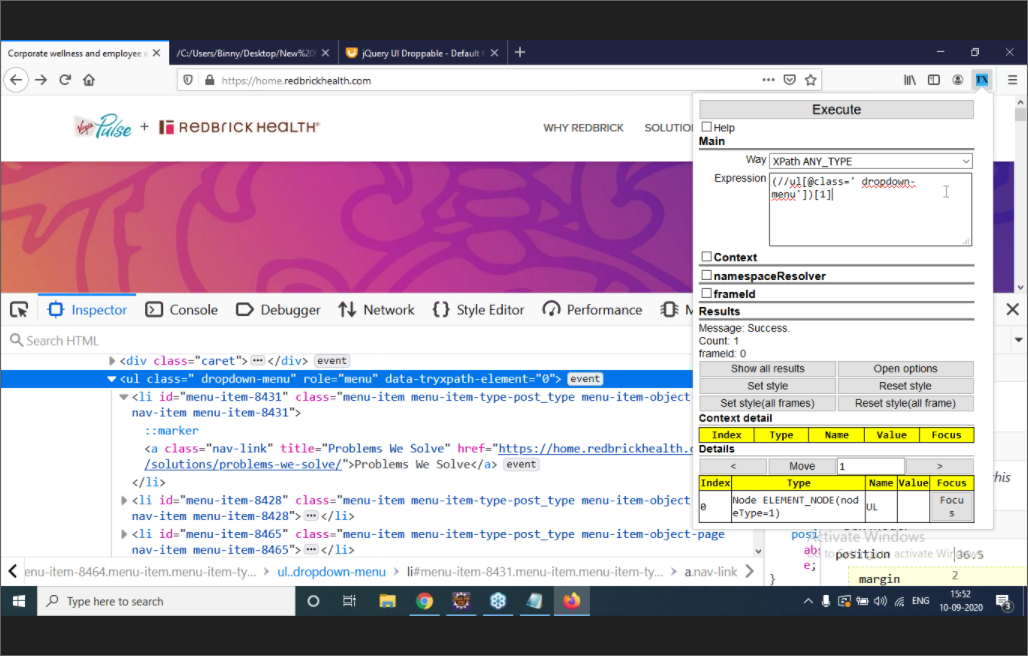 Corporate wellness and employee e
/C:/Users/Binny/Desktop/New%20
jQuery UI Droppable - Default f
https://home.redbrickhealth.com
Virgin Pulse + REDBRICK HEALTH®
WHY REDBRICK SOLUTIO
TX
Execute
Help
Main
Way XPath ANY_TYPE
Expression (//ul[@class=' dropdown-
menu'])[1]
Context
namespaceResolver
frameId
Results
Message: Success.
Count: 1
frameId: 0
Show all results Open options
Set style Reset style
Set style(all frames) Reset style(all frame)
Context detail
Index Type Name Value Focus
Details
< Move 1 >
Index Type Name Value Focus
0 Node ELEMENT_NODE(nod
eType=1) UL Focu
s
Inspector Console Debugger Network Style Editor Performance M
Search HTML
<div class="caret"> ••• </div> event
<ul class=" dropdown-menu" role="menu" data-tryxpath-element="0"> event
<li id="menu-item-8431" class="menu-item menu-item-type-post_type menu-item-object
nav-item menu-item-8431">
::marker
<a class="nav-link" title="Problems We Solve" href="https://home.redbrickhealth.c
/solutions/problems-we-solve/">Problems We Solve</a> event
</li>
<li id="menu-item-8428" class="menu-item menu-item-type-post_type menu-item-object-
nav-item menu-item-8428"> ••• </li>
<li id="menu-item-8465" class="menu-item menu-item-type-post_type menu-item-object-page
nav-item menu-item-8465"> ••• </li>
enu-item-8464.menu-item.menu-item-ty... > ul..dropdown-menu > li#menu-item-8431.menu-item.menu-item-ty... > a.nav-link
his
Activate Windows
posi
abs
e;
}
position
activate Windows
margin
2
Type here to search
ENG
15:52
10-09-2020
3